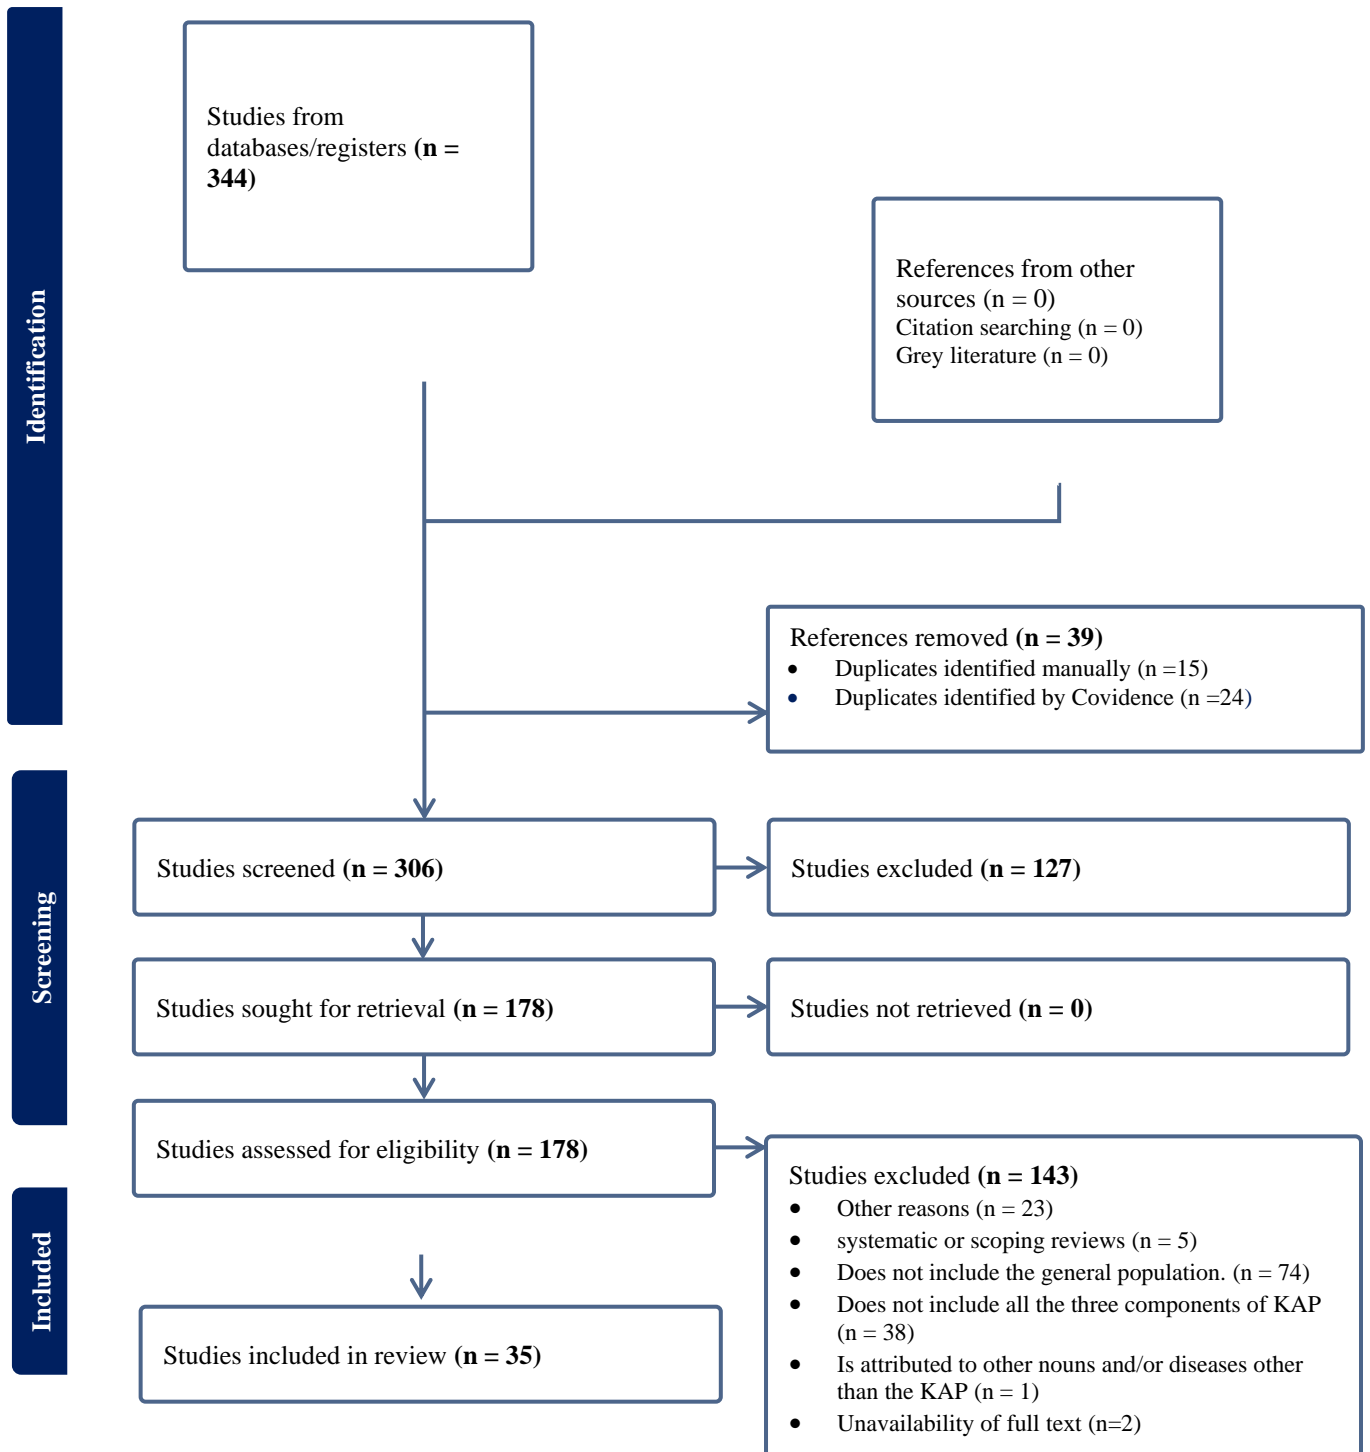 Identification
Studies from
databases/registers (n =
344)
References from other
sources (n = 0)
Citation searching (n = 0)
Grey literature (n = 0)
References removed (n = 39)
• Duplicates identified manually (n =15)
• Duplicates identified by Covidence (n =24)
Screening
Studies screened (n = 306)
Studies excluded (n = 127)
Studies sought for retrieval (n = 178)
Studies not retrieved (n = 0)
Studies assessed for eligibility (n = 178)
Studies excluded (n = 143)
• Other reasons (n = 23)
• systematic or scoping reviews (n = 5)
• Does not include the general population. (n = 74)
• Does not include all the three components of KAP
(n = 38)
• Is attributed to other nouns and/or diseases other
than the KAP (n = 1)
• Unavailability of full text (n=2)
Included
Studies included in review (n = 35)